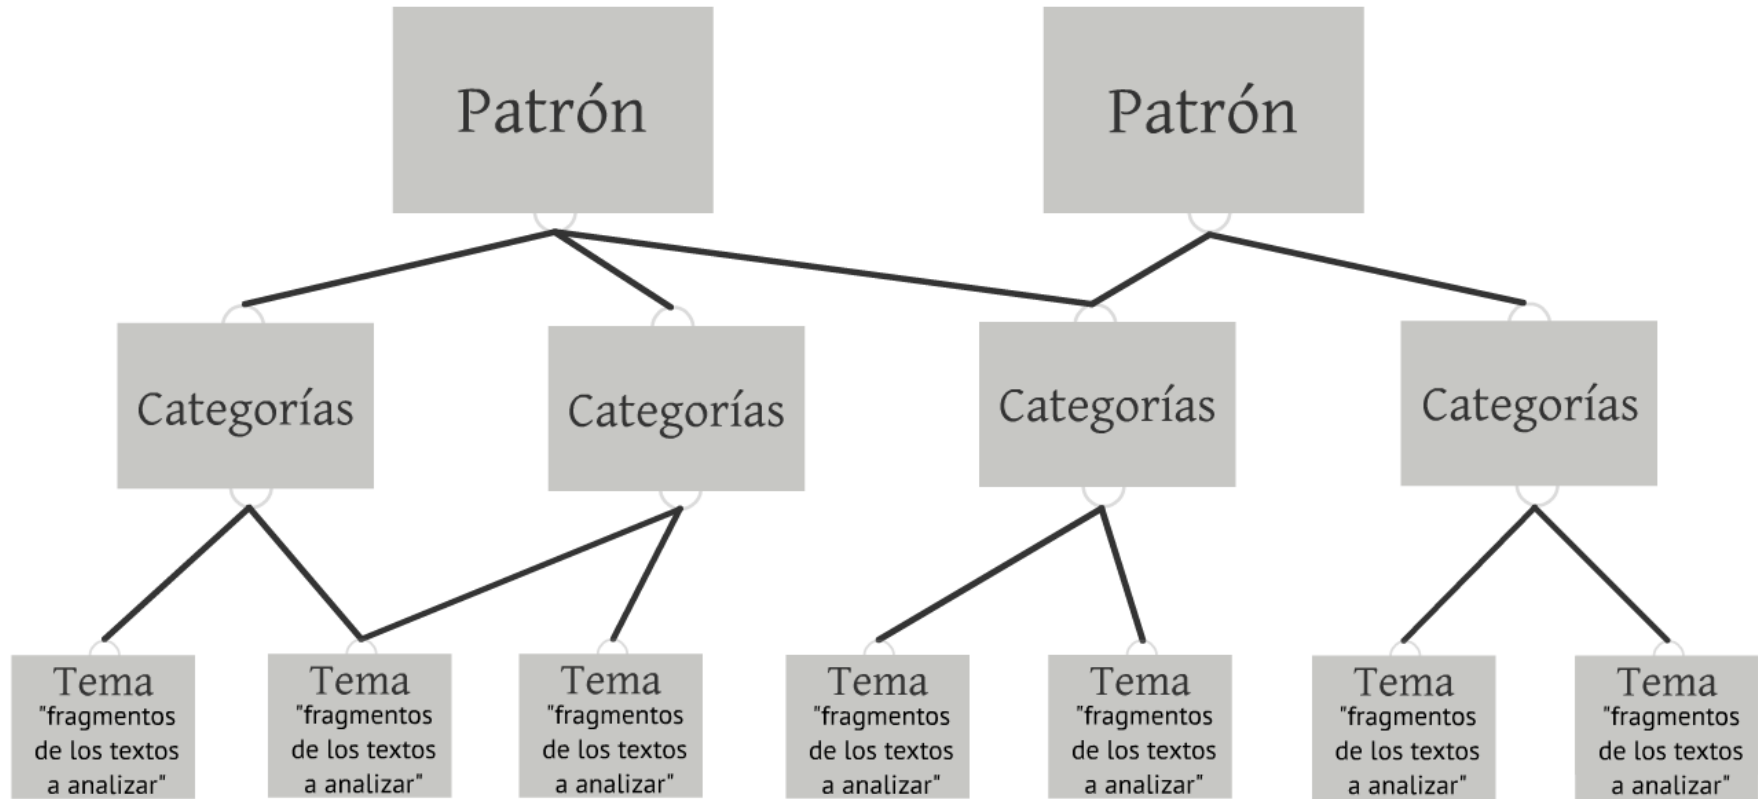 Patrón
Patrón
Categorías
Categorías
Categorías
Categorías
Tema
"fragmentos
de los textos
a analizar"
Tema
"fragmentos
de los textos
a analizar"
Tema
"fragmentos
de los textos
a analizar"
Tema
"fragmentos
de los textos
a analizar"
Tema
"fragmentos
de los textos
a analizar"
Tema
"fragmentos
de los textos
a analizar"
Tema
"fragmentos
de los textos
a analizar"